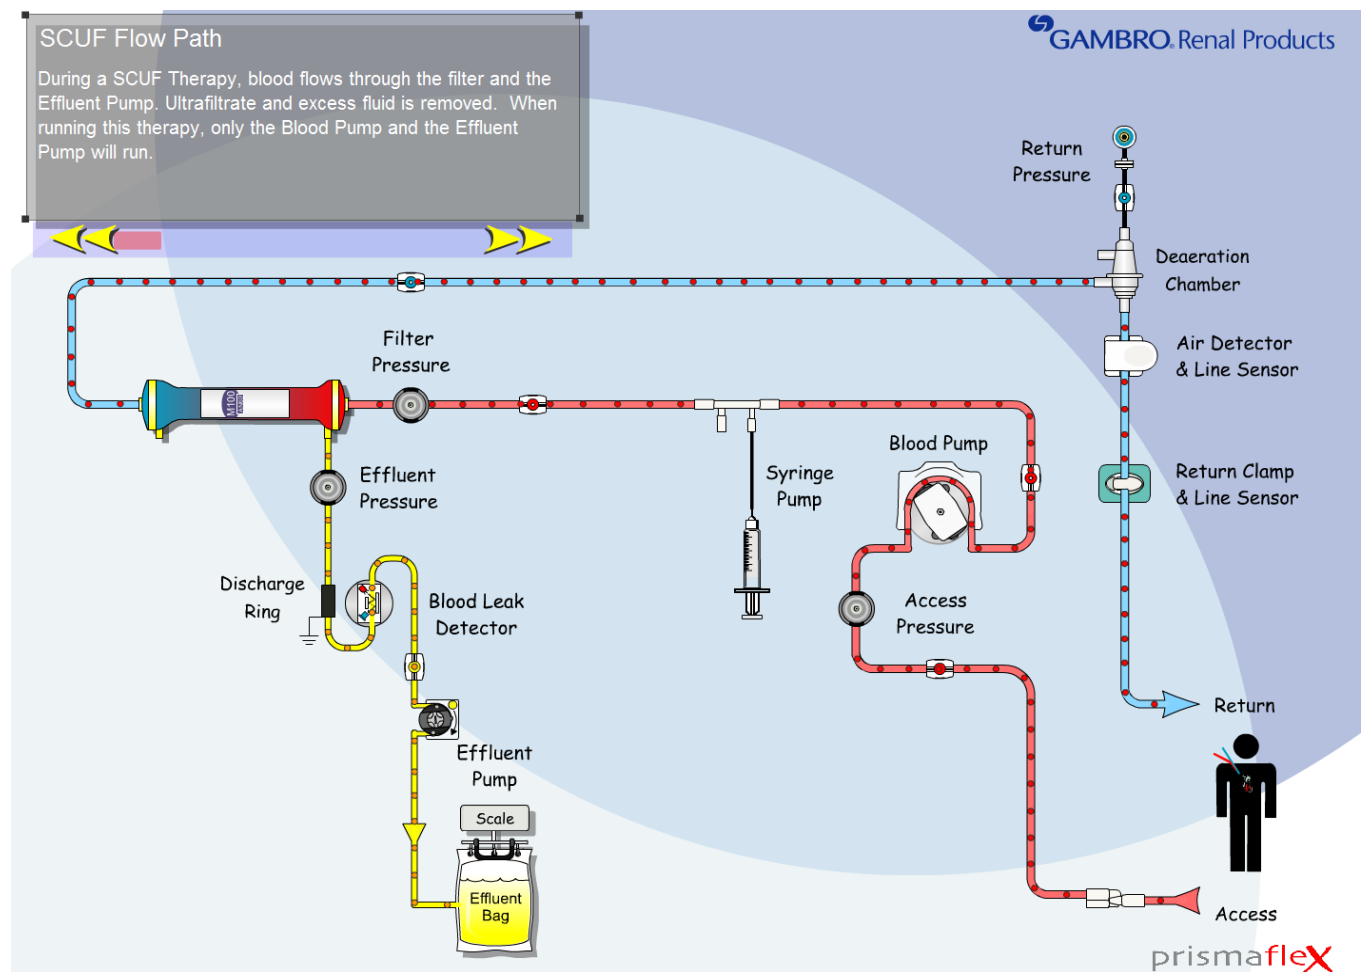 SCUF Flow Path
During a SCUF Therapy, blood flows through the filter and the
Effluent Pump. Ultrafiltrate and excess fluid is removed.  When
running this therapy, only the Blood Pump and the Effluent
Pump will run.
GAMBRO. Renal Products
Return
Pressure
Deaeration
Chamber
Filter
Pressure
Air Detector
& Line Sensor
M100
Blood Pump
Effluent
Pressure
Syringe
Pump
Return Clamp
& Line Sensor
Discharge
Ring
Blood Leak
Detector
Access
Pressure
Return
Effluent
Pump
Scale
Effluent
Bag
Access
prismaflex